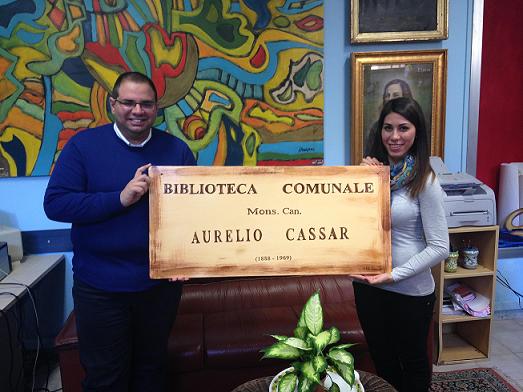 BIBLIOTECA COMUNALE
Mons. Can.
AURELIO CASSAR
(1888 - 1969)